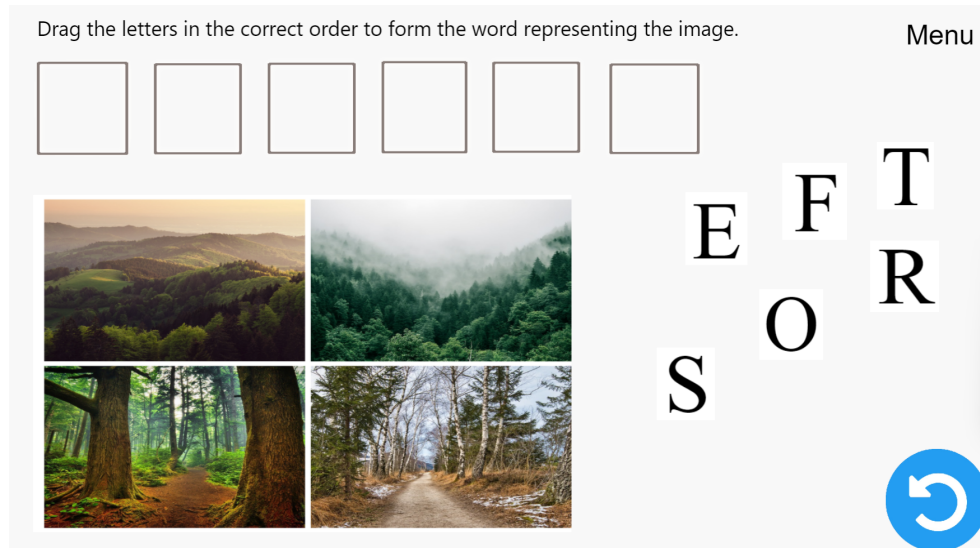 Drag the letters in the correct order to form the word representing the image.
Menu
T
F
E
R
O
S